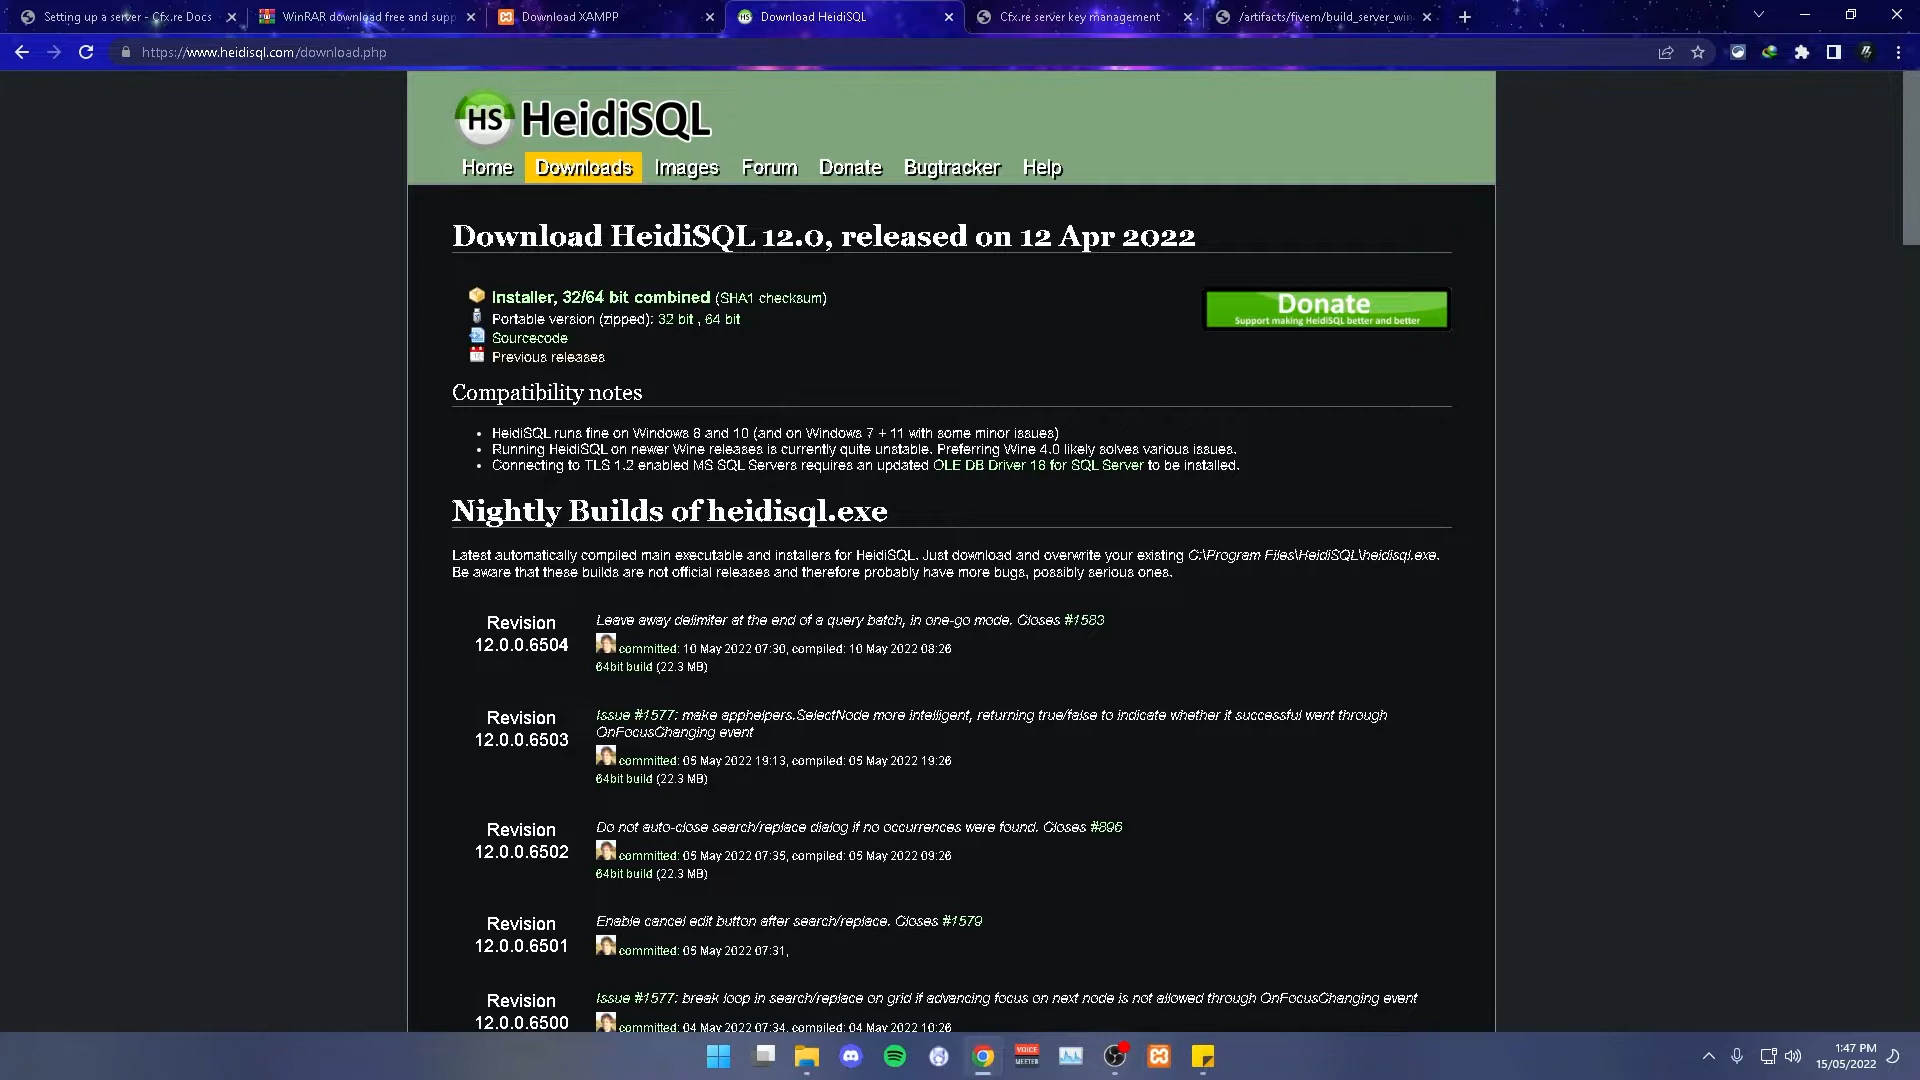 Setting up a server - Cfx.re Docs
WinRAR download free and supp
Download XAMPP
Download HeidiSQL
Cfx.re server key management
/artifacts/fivem/build_server_win
https://www.heidisql.com/download.php
HS HeidiSQL
Home Downloads Images Forum Donate Bugtracker Help
Download HeidiSQL 12.0, released on 12 Apr 2022
Installer, 32/64 bit combined (SHA1 checksum)
Portable version (zipped): 32 bit , 64 bit
Sourcecode
Previous releases
Donate
Support making HeidiSQL better and better
Compatibility notes
• HeidiSQL runs fine on Windows 8 and 10 (and on Windows 7 + 11 with some minor issues)
• Running HeidiSQL on newer Wine releases is currently quite unstable. Preferring Wine 4.0 likely solves various issues.
• Connecting to TLS 1.2 enabled MS SQL Servers requires an updated OLE DB Driver 18 for SQL Server to be installed.
Nightly Builds of heidisql.exe
Latest automatically compiled main executable and installers for HeidiSQL. Just download and overwrite your existing C:\Program Files\HeidiSQL\heidisql.exe.
Be aware that these builds are not official releases and therefore probably have more bugs, possibly serious ones.
Revision
12.0.0.6504
Leave away delimiter at the end of a query batch, in one-go mode. Closes #1583
committed: 10 May 2022 07:30, compiled: 10 May 2022 08:26
64bit build (22.3 MB)
Revision
12.0.0.6503
Issue #1577: make apphelpers.SelectNode more intelligent, returning true/false to indicate whether it successful went through
OnFocusChanging event
committed: 05 May 2022 19:13, compiled: 05 May 2022 19:26
64bit build (22.3 MB)
Revision
12.0.0.6502
Do not auto-close search/replace dialog if no occurrences were found. Closes #896
committed: 05 May 2022 07:35, compiled: 05 May 2022 09:26
64bit build (22.3 MB)
Revision
12.0.0.6501
Enable cancel edit button after search/replace. Closes #1579
committed: 05 May 2022 07:31,
Revision
12.0.0.6500
Issue #1577: break loop in search/replace on grid if advancing focus on next node is not allowed through OnFocusChanging event
committed: 04 May 2022 07:34, compiled: 04 May 2022 10:26
VOICE
MEETER
1:47 PM
15/05/2022